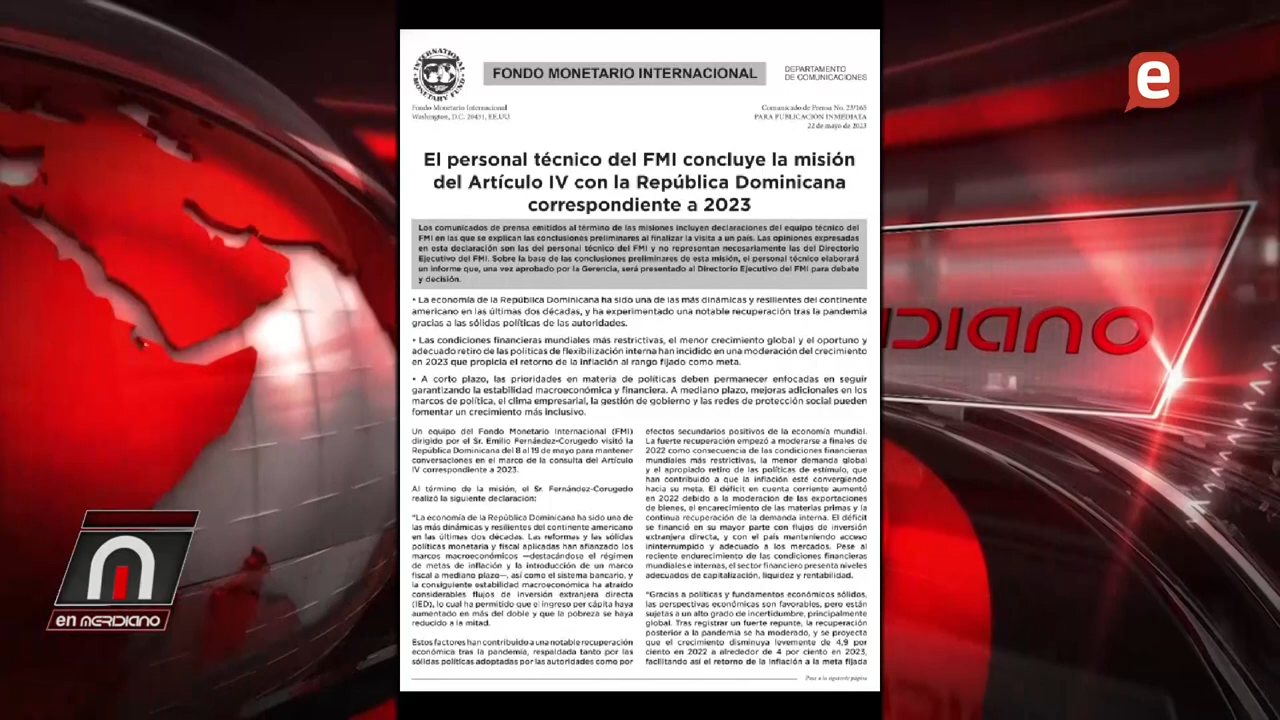 INTERNATIONAL MONETARY FUND
FONDO MONETARIO INTERNACIONAL
DEPARTAMENTO
DE COMUNICACIONES
Fondo Monetario Internacional
Washington, D.C. 20431, EE.UU
Comunicado de Prensa No. 23/165
PARA PUBLICACIÓN INMEDIATA
22 de mayo de 2023
El personal técnico del FMI concluye la misión
del Artículo IV con la República Dominicana
correspondiente a 2023
Los comunicados de prensa emitidos al término de las misiones incluyen declaraciones del equipo técnico del
FMI en las que se explican las conclusiones preliminares al finalizar la visita a un país. Las opiniones expresadas
en esta declaración son las del personal técnico del FMI y no representan necesariamente las del Directorio
Ejecutivo del FMI. Sobre la base de las conclusiones preliminares de esta misión, el personal técnico elaborará
un informe que, una vez aprobado por la Gerencia, será presentado al Directorio Ejecutivo del FMI para debate
y decisión.
• La economía de la República Dominicana ha sido una de las más dinámicas y resilientes del continente
americano en las últimas dos décadas, y ha experimentado una notable recuperación tras la pandemia
gracias a las sólidas políticas de las autoridades.
• Las condiciones financieras mundiales más restrictivas, el menor crecimiento global y el oportuno y
adecuado retiro de las políticas de flexibilización interna han incidido en una moderación del crecimiento
en 2023 que propicia el retorno de la inflación al rango fijado como meta.
• A corto plazo, las prioridades en materia de políticas deben permanecer enfocadas en seguir
garantizando la estabilidad macroeconómica y financiera. A mediano plazo, mejoras adicionales en los
marcos de política, el clima empresarial, la gestión de gobierno y las redes de protección social pueden
fomentar un crecimiento más inclusivo.
Un equipo del Fondo Monetario Internacional (FMI)
dirigido por el Sr. Emilio Fernández-Corugedo visitó la
República Dominicana del 8 al 19 de mayo para mantener
conversaciones en el marco de la consulta del Artículo
IV correspondiente a 2023.
Al término de la misión, el Sr. Fernández-Corugedo
realizó la siguiente declaración:
"La economía de la República Dominicana ha sido una de
las más dinámicas y resilientes del continente americano
en las últimas dos décadas. Las reformas y las sólidas
políticas monetaria y fiscal aplicadas han afianzado los
marcos macroeconómicos —destacándose el régimen
de metas de inflación y la introducción de un marco
fiscal a mediano plazo—, así como el sistema bancario, y
la consiguiente estabilidad macroeconómica ha atraído
considerables flujos de inversión extranjera directa
(IED), lo cual ha permitido que el ingreso per cápita haya
aumentado en más del doble y que la pobreza se haya
reducido a la mitad.
Estos factores han contribuido a una notable recuperación
económica tras la pandemia, respaldada tanto por las
sólidas políticas adoptadas por las autoridades como por
efectos secundarios positivos de la economía mundial.
La fuerte recuperación empezó a moderarse a finales de
2022 como consecuencia de las condiciones financieras
mundiales más restrictivas, la menor demanda global
y el apropiado retiro de las políticas de estímulo, que
han contribuido a que la inflación esté convergiendo
hacia su meta. El déficit en cuenta corriente aumentó
en 2022 debido a la moderación de las exportaciones
de bienes, el encarecimiento de las materias primas y la
continua recuperación de la demanda interna. El déficit
se financió en su mayor parte con flujos de inversión
extranjera directa, y con el país manteniendo acceso
ininterrumpido y adecuado a los mercados. Pese al
reciente endurecimiento de las condiciones financieras
mundiales e internas, el sector financiero presenta niveles
adecuados de capitalización, liquidez y rentabilidad.
"Gracias a políticas y fundamentos económicos sólidos,
las perspectivas económicas son favorables, pero están
sujetas a un alto grado de incertidumbre, principalmente
global. Tras registrar un fuerte repunte, la recuperación
posterior a la pandemia se ha moderado, y se proyecta
que el crecimiento disminuya levemente de 4,9 por
ciento en 2022 a alrededor de 4 por ciento en 2023,
facilitando así el retorno de la inflación a la meta fijada
Pasa a la siguiente página
e
DIANO
en MERIDIANO